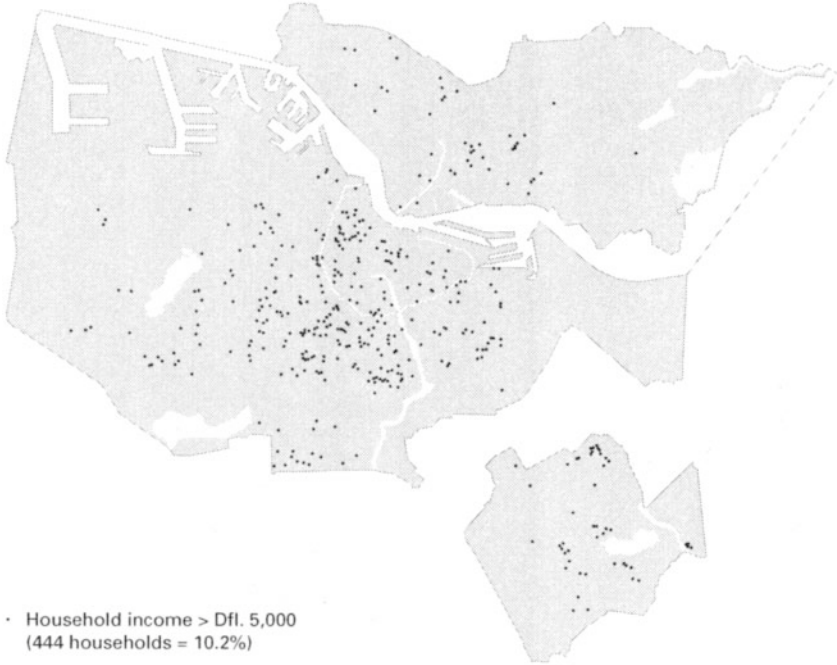 · Household income > Dfl. 5,000
(444 households = 10.2%)